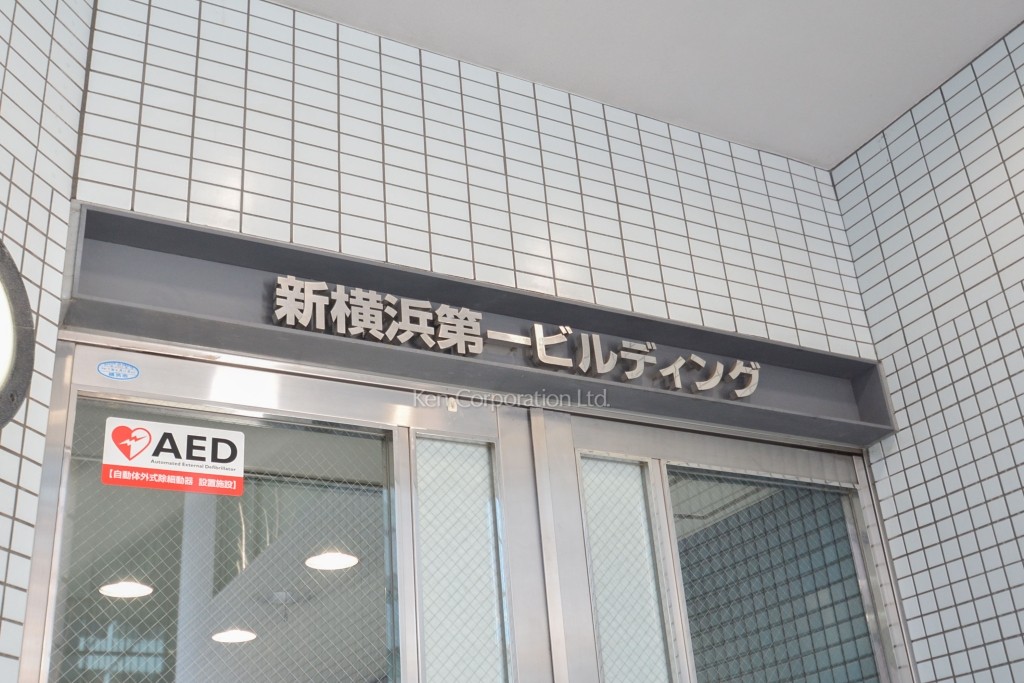 新横浜第一ビルディング
Ken Corporation Ltd.
AED
Automated External Defibrillator
【自動体外式除細動器 設置施設】